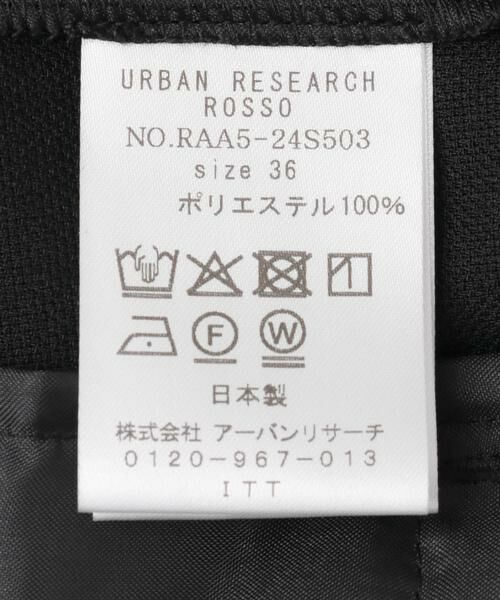 URBAN RESEARCH
ROSSO
NO.RAA5-24S503
size 36
ポリエステル100%
F W
日本製
株式会社 アーバンリサーチ
0120-967-013
ITT